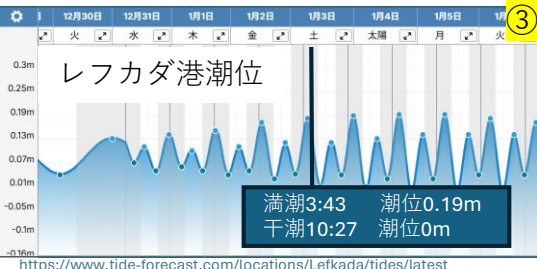 12月30日 12月31日 1月1日 1月2日 1月3日 1月4日 1月5日
③
火 水 木 金 土 太陽 月 火
レフカダ港潮位
0.3m
0.25m
0.19m
0.13m
0.07m
0.01m
-0.05m
-0.1m
-0.16m
満潮3:43 潮位0.19m
干潮10:27 潮位0m
https://www.tide-forecast.com/locations/Lefkada/tides/latest